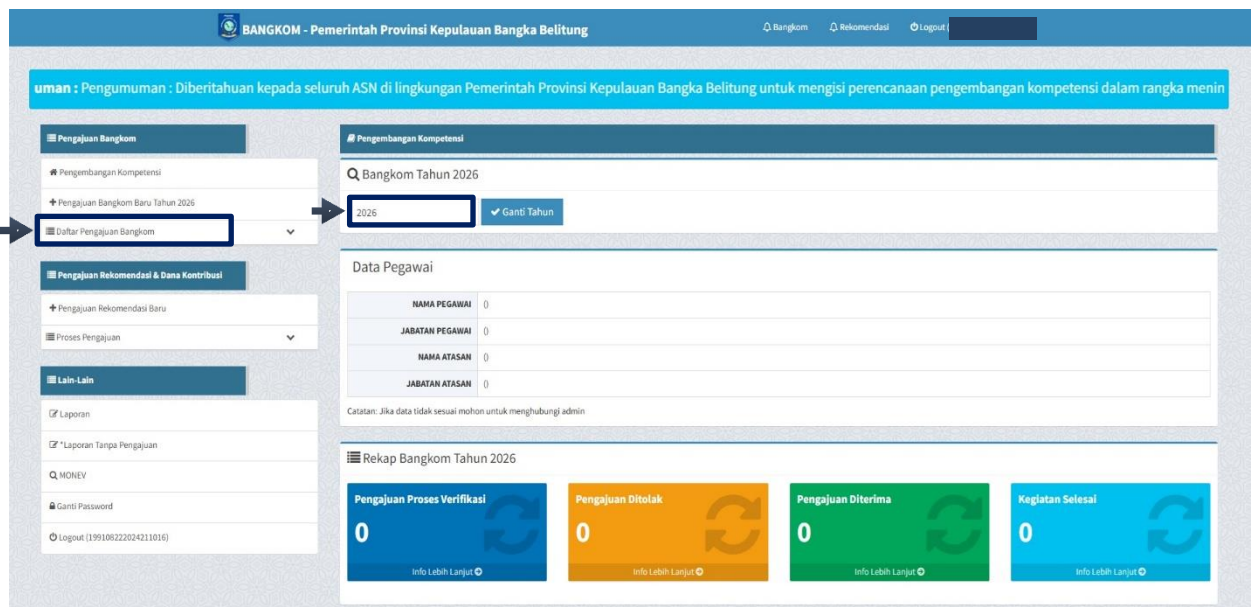 BANGKOM - Pemerintah Provinsi Kepulauan Bangka Belitung
Bangkom
Rekomendasi
Logout (
uman : Pengumuman : Diberitahuan kepada seluruh ASN di lingkungan Pemerintah Provinsi Kepulauan Bangka Belitung untuk mengisi perencanaan pengembangan kompetensi dalam rangka menin
Pengajuan Bangkom
Pengembangan Kompetensi
Pengajuan Bangkom Baru Tahun 2026
Daftar Pengajuan Bangkom
Pengajuan Rekomendasi & Dana Kontribusi
Pengajuan Rekomendasi Baru
Proses Pengajuan
Lain-Lain
Laporan
*Laporan Tanpa Pengajuan
MONEV
Ganti Password
Logout (199108222024211016)
Pengembangan Kompetensi
Bangkom Tahun 2026
2026
Ganti Tahun
Data Pegawai
NAMA PEGAWAI ()
JABATAN PEGAWAI ()
NAMA ATASAN ()
JABATAN ATASAN ()
Catatan: Jika data tidak sesuai mohon untuk menghubungi admin
Rekap Bangkom Tahun 2026
Pengajuan Proses Verifikasi
0
Info Lebih Lanjut
Pengajuan Ditolak
0
Info Lebih Lanjut
Pengajuan Diterima
0
Info Lebih Lanjut
Kegiatan Selesai
0
Info Lebih Lanjut